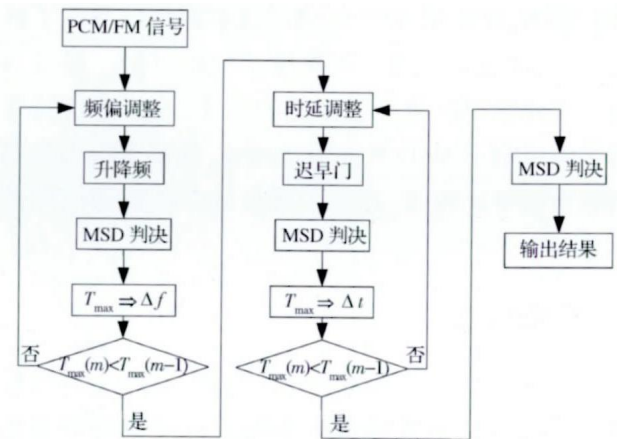 PCM/FM 信号
频偏调整
升降频
MSD 判决
T_max ⇒ Δf
T_max(m)<T_max(m−1)
否
是
时延调整
迟早门
MSD 判决
T_max ⇒ Δt
T_max(m)<T_max(m−1)
否
是
MSD 判决
输出结果